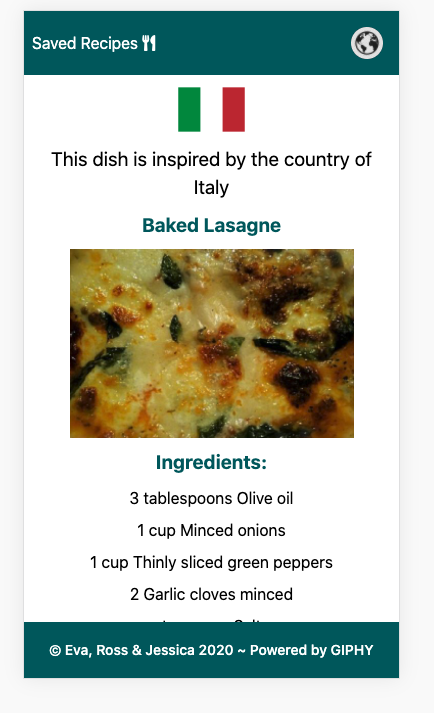 Saved Recipes
This dish is inspired by the country of
Italy
Baked Lasagne
Ingredients:
3 tablespoons Olive oil
1 cup Minced onions
1 cup Thinly sliced green peppers
2 Garlic cloves minced
© Eva, Ross & Jessica 2020 ~ Powered by GIPHY